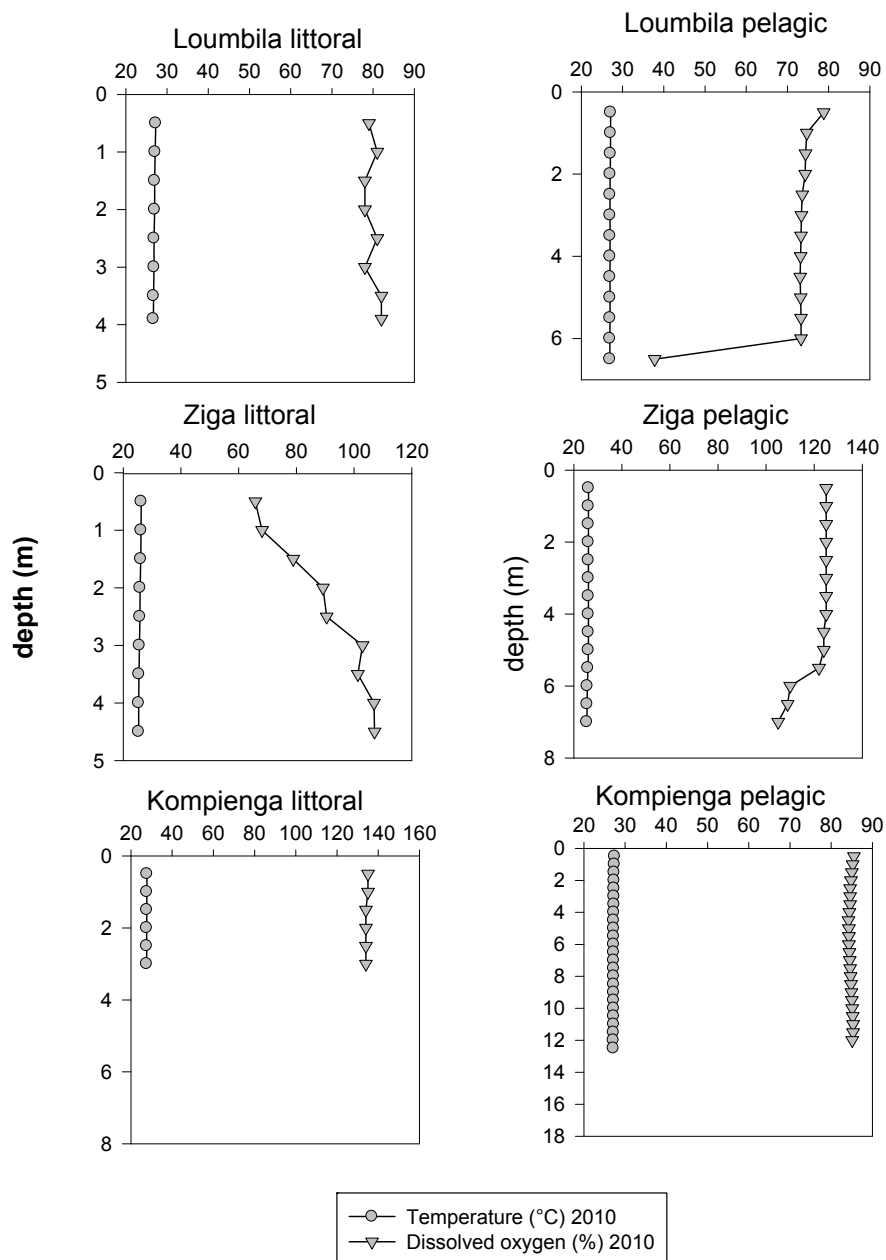 Loumbila littoral
20 30 40 50 60 70 80 90
0
1
2
3
4
5
Loumbila pelagic
20 30 40 50 60 70 80 90
0
2
4
6
Ziga littoral
20 40 60 80 100 120
0
1
2
3
4
5
depth (m)
Ziga pelagic
20 40 60 80 100 120 140
0
2
4
6
8
depth (m)
Kompienga littoral
20 40 60 80 100 120 140 160
0
2
4
6
8
Kompienga pelagic
20 30 40 50 60 70 80 90
0
2
4
6
8
10
12
14
16
18
Temperature (°C) 2010
Dissolved oxygen (%) 2010